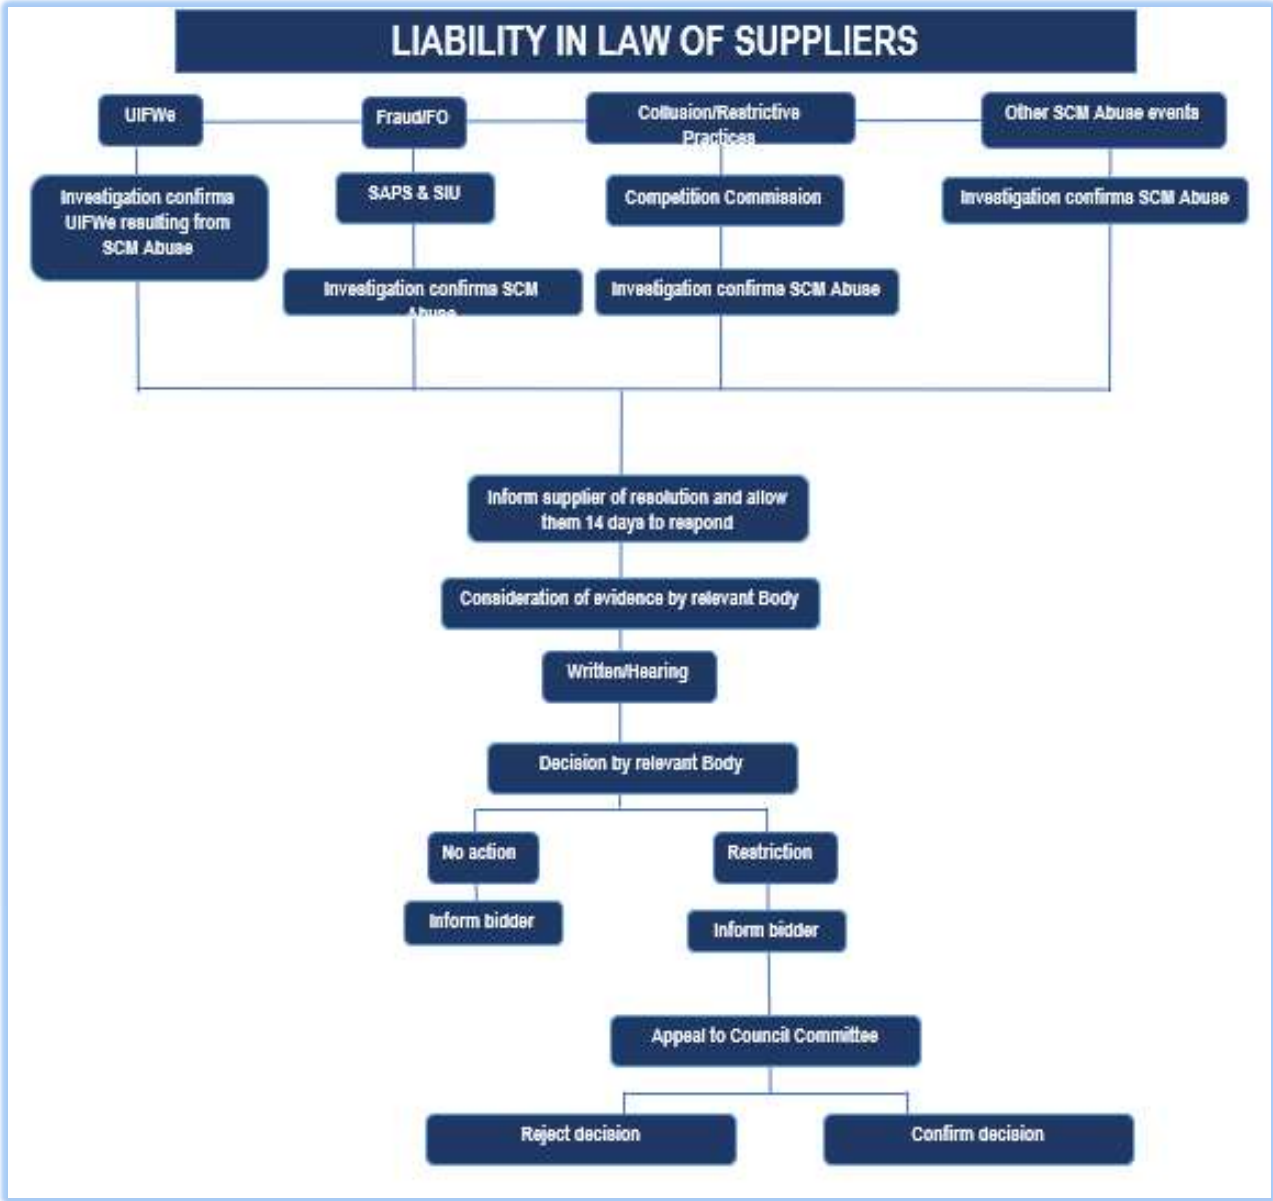 LIABILITY IN LAW OF SUPPLIERS
UIFWe
Fraud/FO
Collusion/Restrictive
Practices
Other SCM Abuse events
Investigation confirms
UIFWe resulting from
SCM Abuse
SAPS & SIU
Competition Commission
Investigation confirms SCM Abuse
Investigation confirms SCM
Abuse
Investigation confirms SCM Abuse
Inform supplier of resolution and allow
them 14 days to respond
Consideration of evidence by relevant Body
Written/Hearing
Decision by relevant Body
No action
Restriction
Inform bidder
Inform bidder
Appeal to Council Committee
Reject decision
Confirm decision